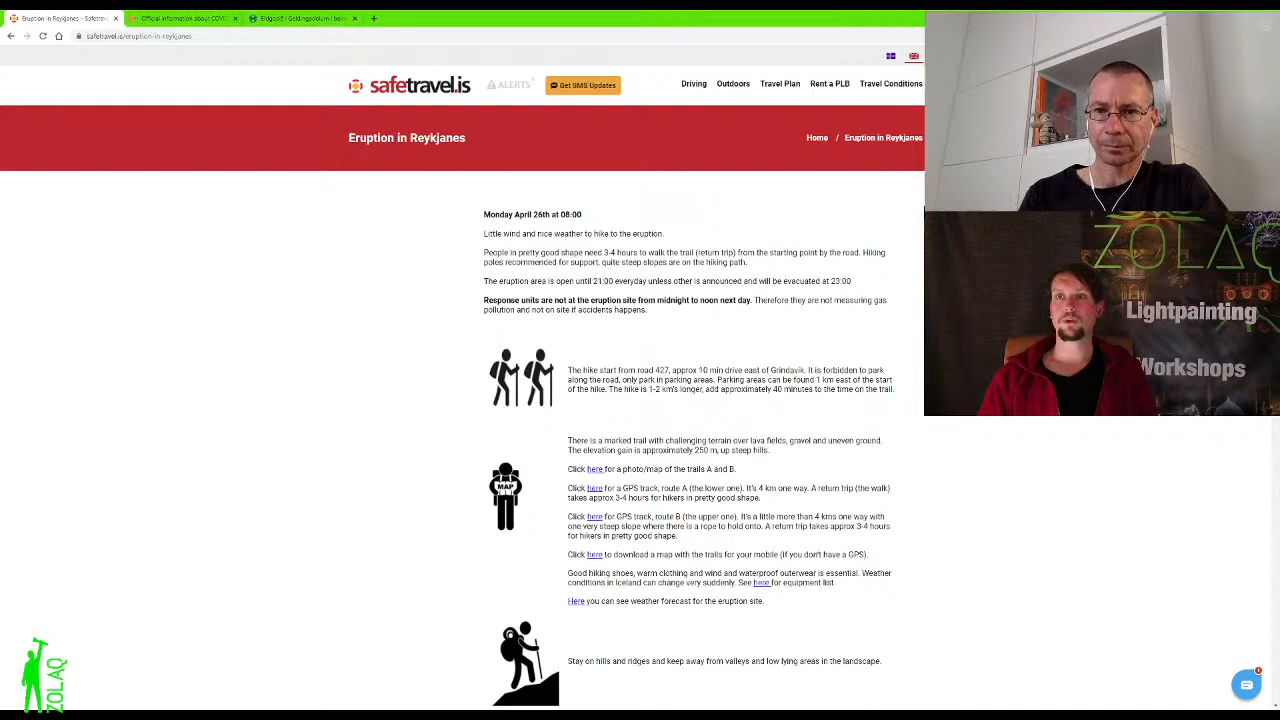 Eruption in Reykjanes – Safetrave
Official information about COVID
Eldgosið í Geldingadölum í beinni
safetravel.is/eruption-in-reykjanes
safetravel.is
ALERTS
Get SMS Updates
Driving
Outdoors
Travel Plan
Rent a PLB
Travel Conditions
Eruption in Reykjanes
Home / Eruption in Reykjanes
Monday April 26th at 08:00
Little wind and nice weather to hike to the eruption.
People in pretty good shape need 3-4 hours to walk the trail (return trip) from the starting point by the road. Hiking
poles recommended for support, quite steep slopes are on the hiking path.
The eruption area is open until 21:00 everyday unless other is announced and will be evacuated at 23:00
Response units are not at the eruption site from midnight to noon next day. Therefore they are not measuring gas
pollution and not on site if accidents happens.
The hike start from road 427, approx 10 min drive east of Grindavik. It is forbidden to park
along the road, only park in parking areas. Parking areas can be found 1 km east of the start
of the hike. The hike is 1-2 km's longer, add approximately 40 minutes to the time on the trail.
There is a marked trail with challenging terrain over lava fields, gravel and uneven ground.
The elevation gain is approximately 250 m, up steep hills.
Click here for a photo/map of the trails A and B.
MAP
Click here for a GPS track, route A (the lower one). It's 4 km one way. A return trip (the walk)
takes approx 3-4 hours for hikers in pretty good shape.
Click here for GPS track, route B (the upper one). It's a little more than 4 kms one way with
one very steep slope where there is a rope to hold onto. A return trip takes approx 3-4 hours
for hikers in pretty good shape.
Click here to download a map with the trails for your mobile (if you don't have a GPS).
Good hiking shoes, warm clothing and wind and waterproof outerwear is essential. Weather
conditions in Iceland can change very suddenly. See here for equipment list.
Here you can see weather forecast for the eruption site.
Stay on hills and ridges and keep away from valleys and low lying areas in the landscape.
ZOLAQ
Lightpainting
Workshops
ZOLAQ
1